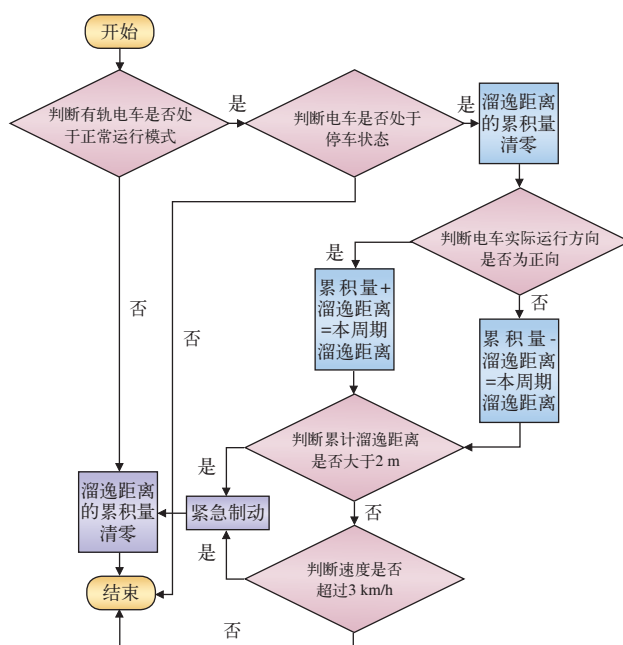 开始
判断有轨电车是否处
于正常运行模式
是
判断电车是否处于
停车状态
是
溜逸距离
的累积量
清零
判断电车实际运行方向
是否为正向
是
否
累积量+
溜逸距离
=本周期
溜逸距离
累积量-
溜逸距离
=本周期
溜逸距离
否
否
判断累计溜逸距离
是否大于2 m
是
否
溜逸距离
的累积量
清零
紧急制动
是
判断速度是否
超过3 km/h
结束
否